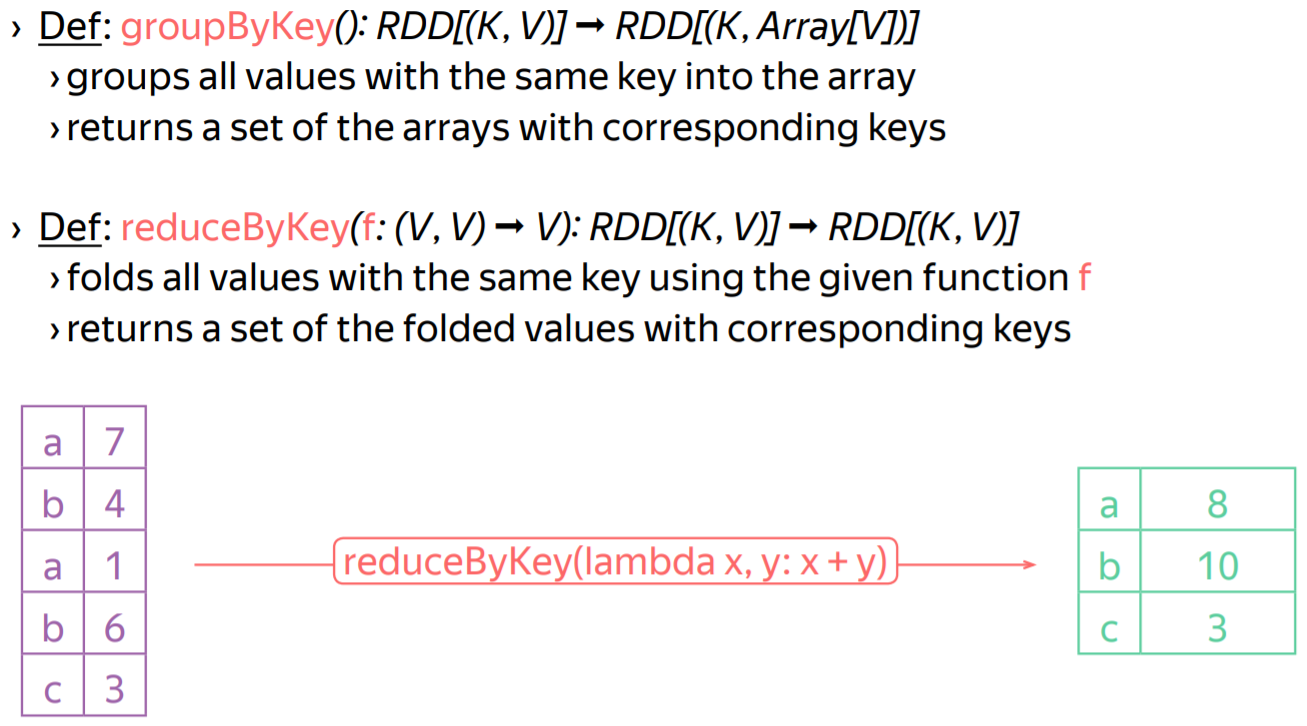 › Def: groupByKey(): RDD[(K, V)] → RDD[(K, Array[V])]
› groups all values with the same key into the array
› returns a set of the arrays with corresponding keys
› Def: reduceByKey(f: (V, V) → V): RDD[(K, V)] → RDD[(K, V)]
› folds all values with the same key using the given function f
› returns a set of the folded values with corresponding keys
a 7
b 4
a 1
b 6
c 3
reduceByKey(lambda x, y: x + y)
a 8
b 10
c 3